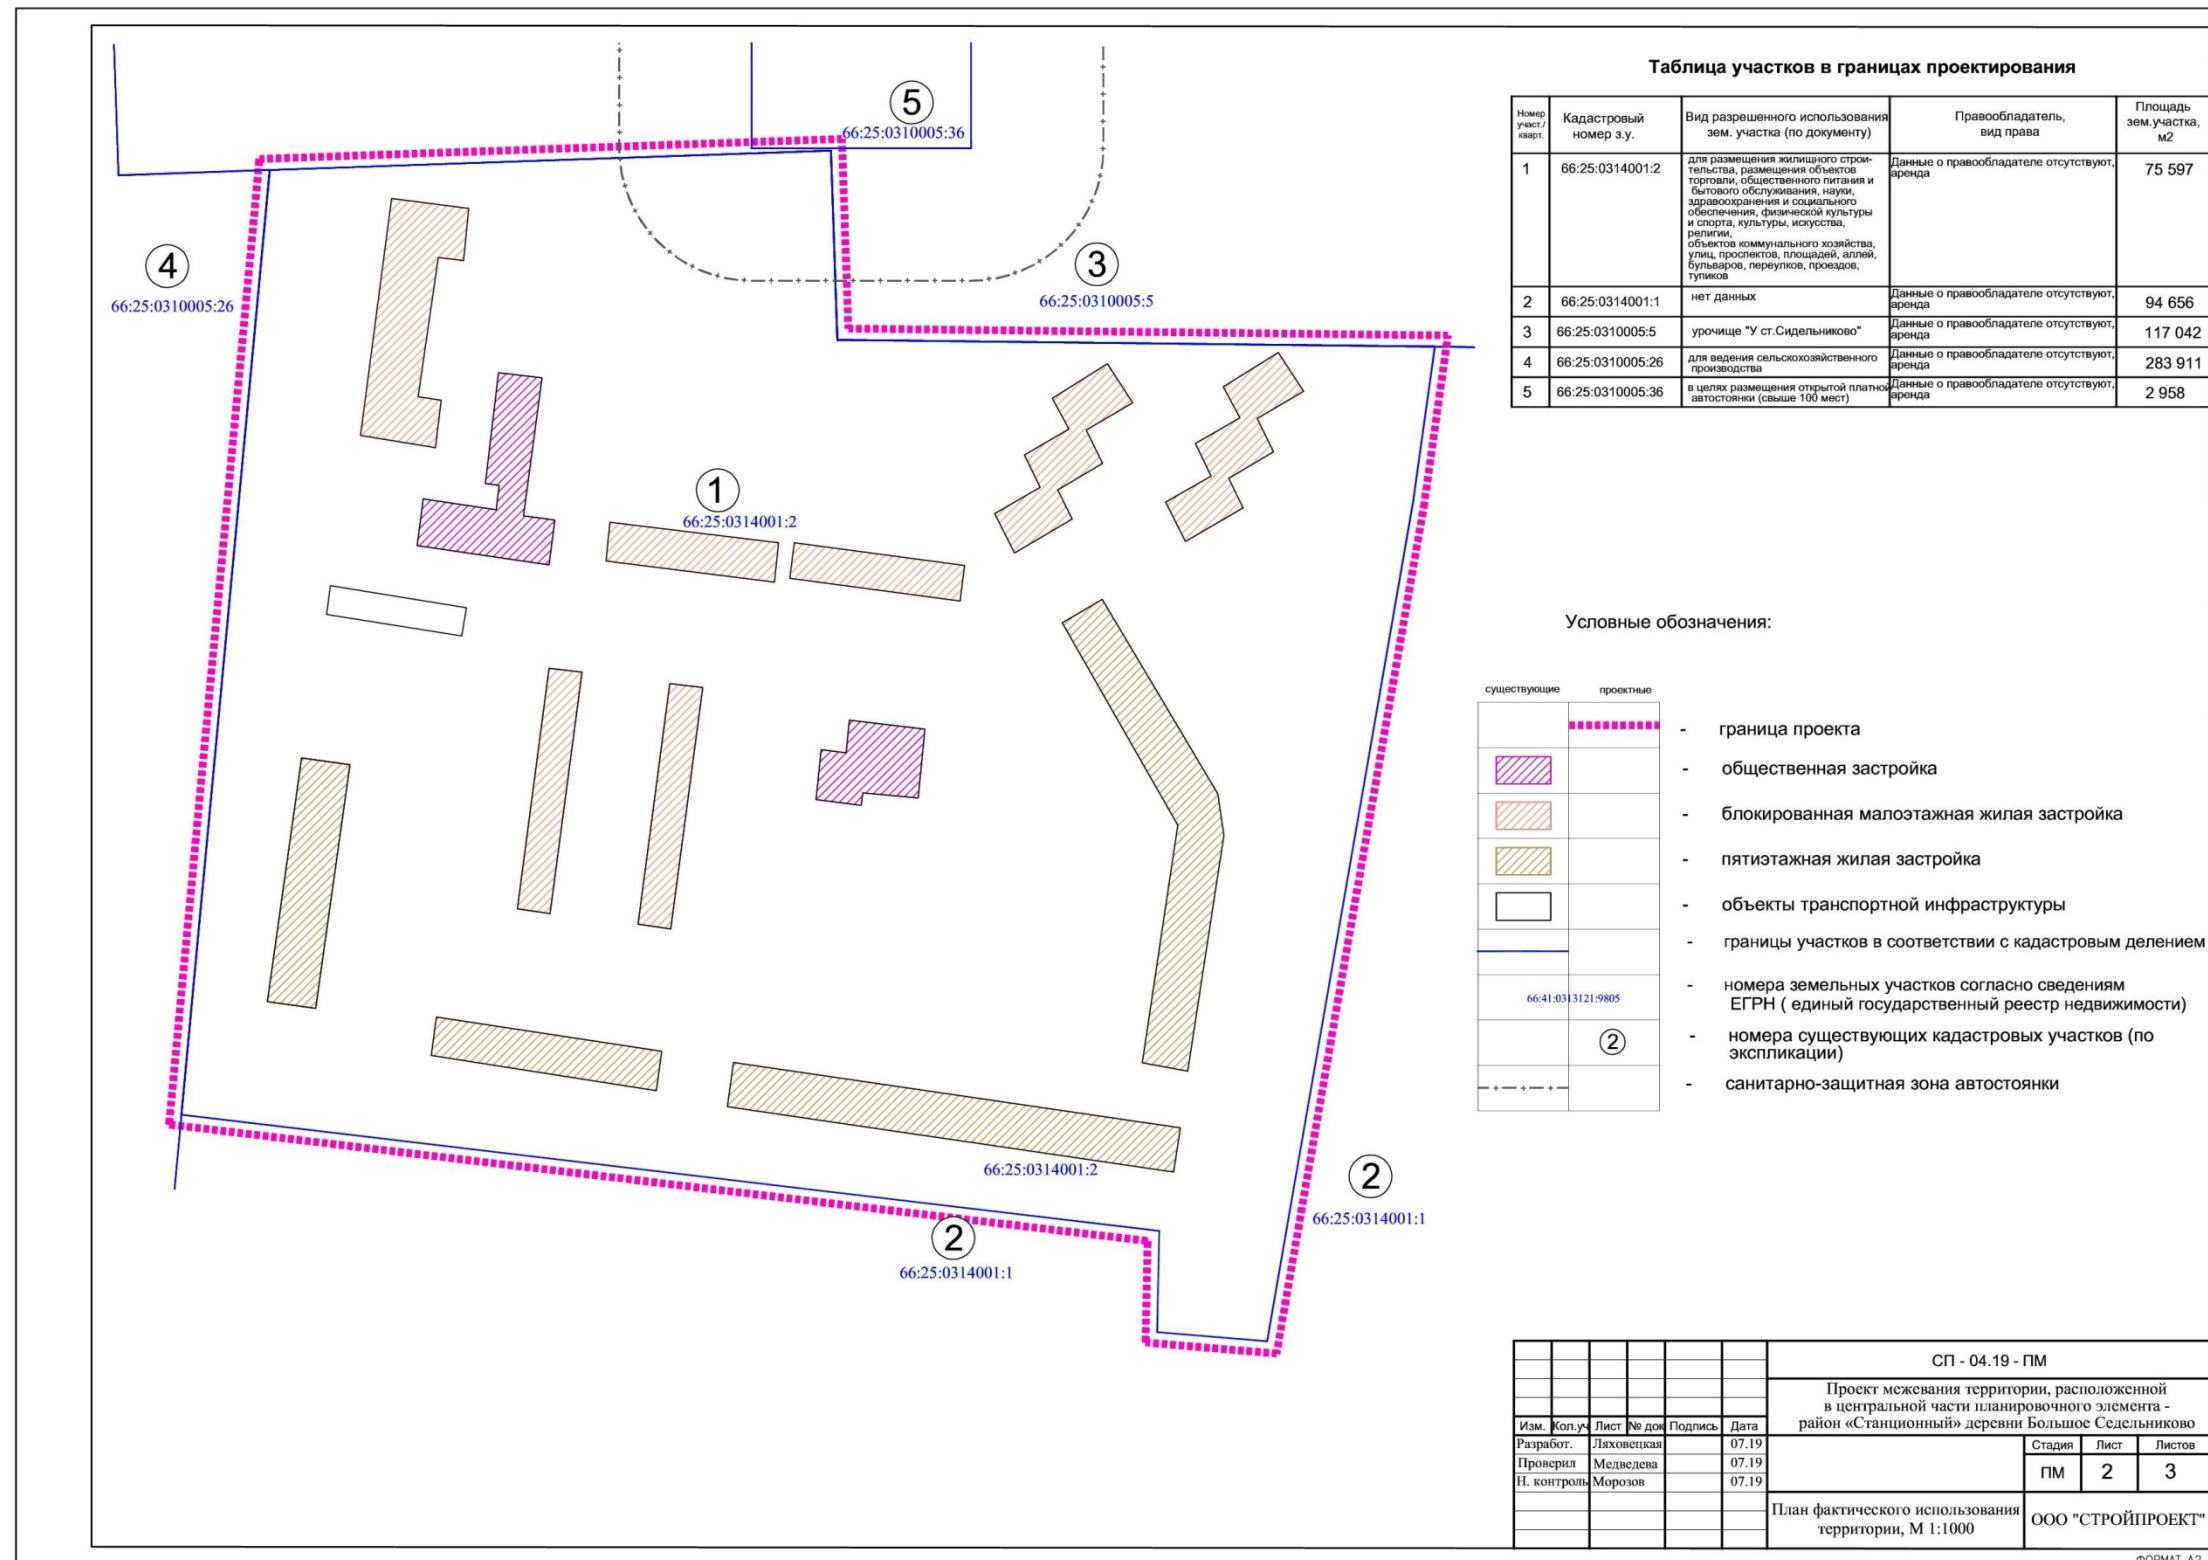 5
66:25:0310005:36
4
66:25:0310005:26
3
66:25:0310005:5
1
66:25:0314001:2
66:25:0314001:2
2
66:25:0314001:1
2
66:25:0314001:1
Таблица участков в границах проектирования
Номер участ./ кварт.
Кадастровый номер з.у.
Вид разрешенного использования зем. участка (по документу)
Правообладатель, вид права
Площадь зем.участка, м2
1
66:25:0314001:2
для размещения жилищного строи-
тельства, размещения объектов
торговли, общественного питания и
бытового обслуживания, науки,
здравоохранения и социального
обеспечения, физической культуры
и спорта, культуры, искусства,
религии,
объектов коммунального хозяйства,
улиц, проспектов, площадей, аллей,
бульваров, переулков, проездов,
тупиков
Данные о правообладателе отсутствуют,
аренда
75 597
2
66:25:0314001:1
нет данных
Данные о правообладателе отсутствуют,
аренда
94 656
3
66:25:0310005:5
урочище "У ст.Сидельниково"
Данные о правообладателе отсутствуют,
аренда
117 042
4
66:25:0310005:26
для ведения сельскохозяйственного
производства
Данные о правообладателе отсутствуют,
аренда
283 911
5
66:25:0310005:36
в целях размещения открытой платной
автостоянки (свыше 100 мест)
Данные о правообладателе отсутствуют,
аренда
2 958
Условные обозначения:
существующие
проектные
- граница проекта
- общественная застройка
- блокированная малоэтажная жилая застройка
- пятиэтажная жилая застройка
- объекты транспортной инфраструктуры
- границы участков в соответствии с кадастровым делением
66:41:0313121:9805
- номера земельных участков согласно сведениям
ЕГРН ( единый государственный реестр недвижимости)
2
- номера существующих кадастровых участков (по
экспликации)
- санитарно-защитная зона автостоянки
СП - 04.19 - ПМ
Проект межевания территории, расположенной
в центральной части планировочного элемента -
район «Станционный» деревни Большое Седельниково
Изм. Кол.уч Лист № док Подпись Дата
Разработ. Ляховецкая 07.19
Проверил Медведева 07.19
Н. контроль Морозов 07.19
Стадия Лист Листов
ПМ 2 3
План фактического использования
территории, М 1:1000
ООО "СТРОЙПРОЕКТ"